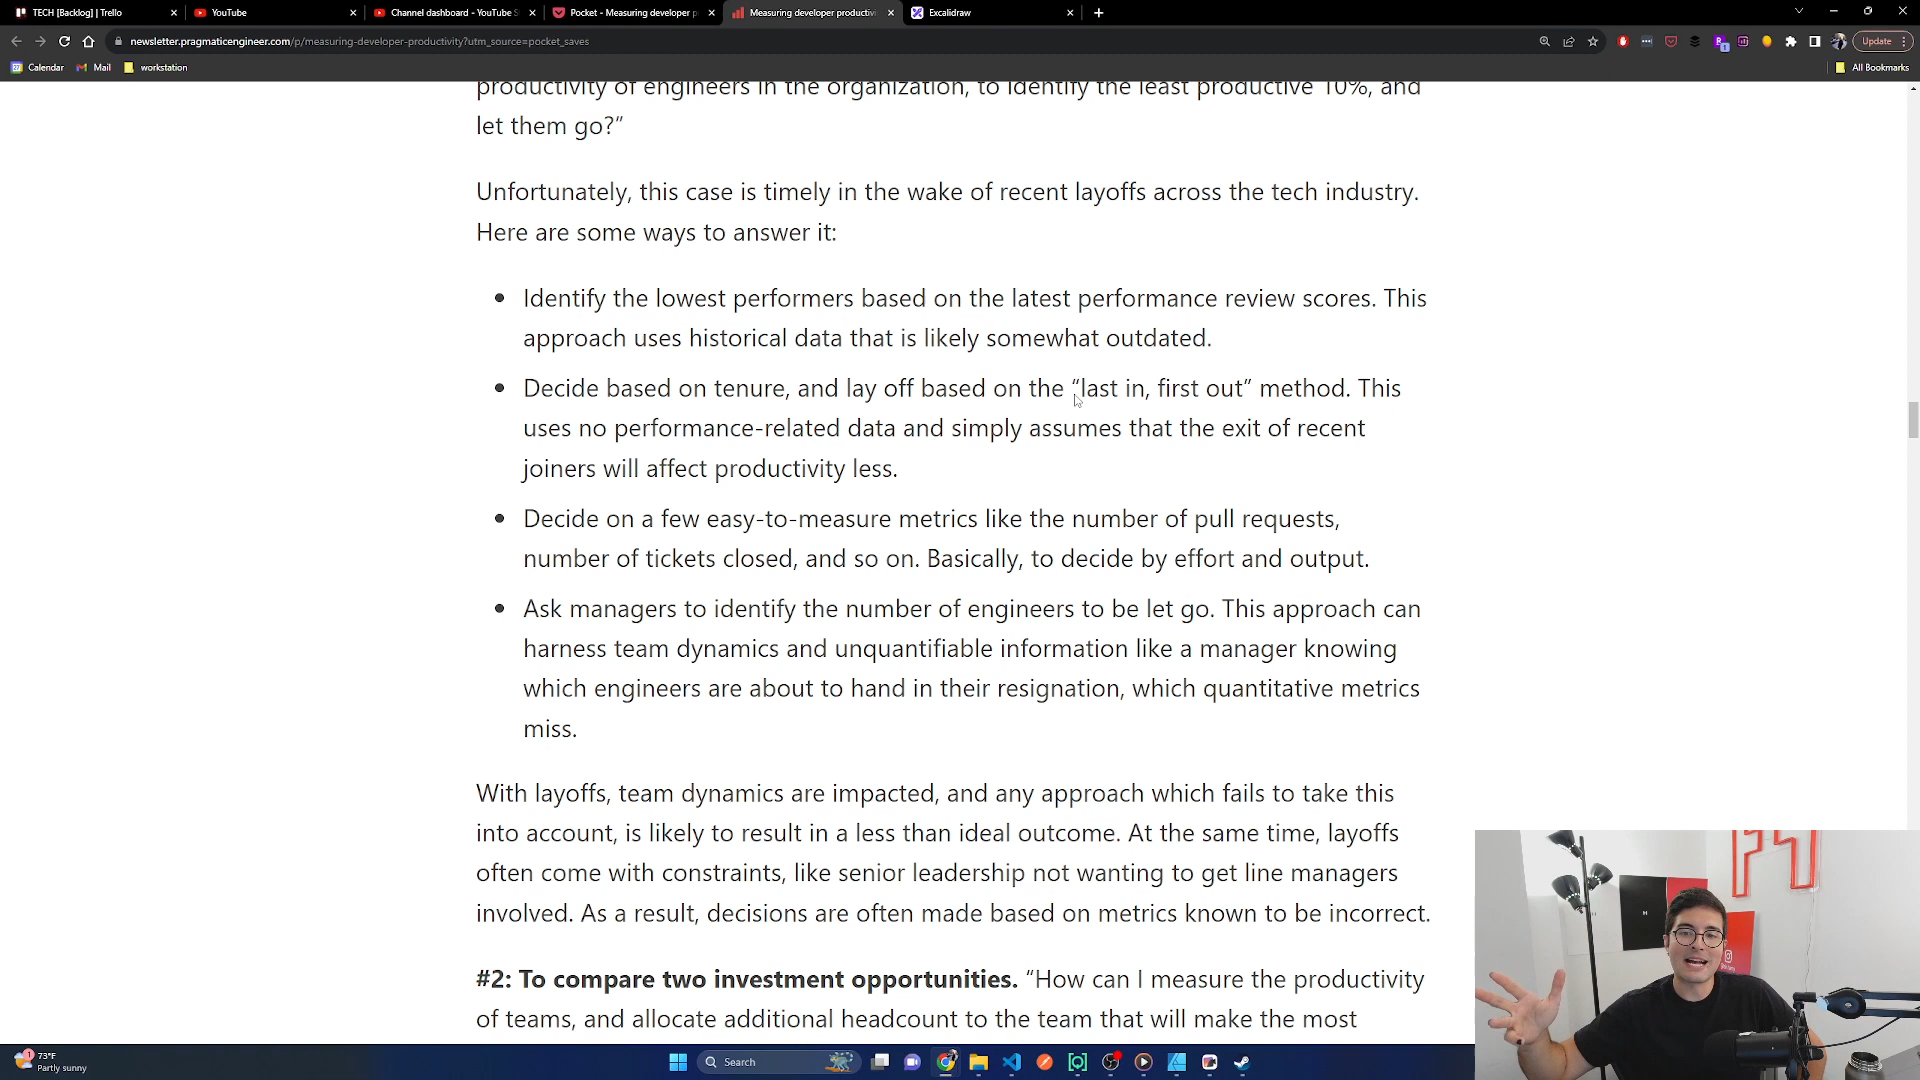 TECH [Backlog] | Trello
YouTube
Channel dashboard - YouTube S
Pocket - Measuring developer p
Measuring developer productivi
Excalidraw
newsletter.pragmaticengineer.com/p/measuring-developer-productivity?utm_source=pocket_saves
Update
Calendar
Mail
workstation
All Bookmarks
productivity of engineers in the organization, to identify the least productive 10%, and
let them go?”
Unfortunately, this case is timely in the wake of recent layoffs across the tech industry.
Here are some ways to answer it:
Identify the lowest performers based on the latest performance review scores. This
approach uses historical data that is likely somewhat outdated.
Decide based on tenure, and lay off based on the “last in, first out” method. This
uses no performance-related data and simply assumes that the exit of recent
joiners will affect productivity less.
Decide on a few easy-to-measure metrics like the number of pull requests,
number of tickets closed, and so on. Basically, to decide by effort and output.
Ask managers to identify the number of engineers to be let go. This approach can
harness team dynamics and unquantifiable information like a manager knowing
which engineers are about to hand in their resignation, which quantitative metrics
miss.
With layoffs, team dynamics are impacted, and any approach which fails to take this
into account, is likely to result in a less than ideal outcome. At the same time, layoffs
often come with constraints, like senior leadership not wanting to get line managers
involved. As a result, decisions are often made based on metrics known to be incorrect.
#2: To compare two investment opportunities. “How can I measure the productivity
of teams, and allocate additional headcount to the team that will make the most
73°F
Partly sunny
Search